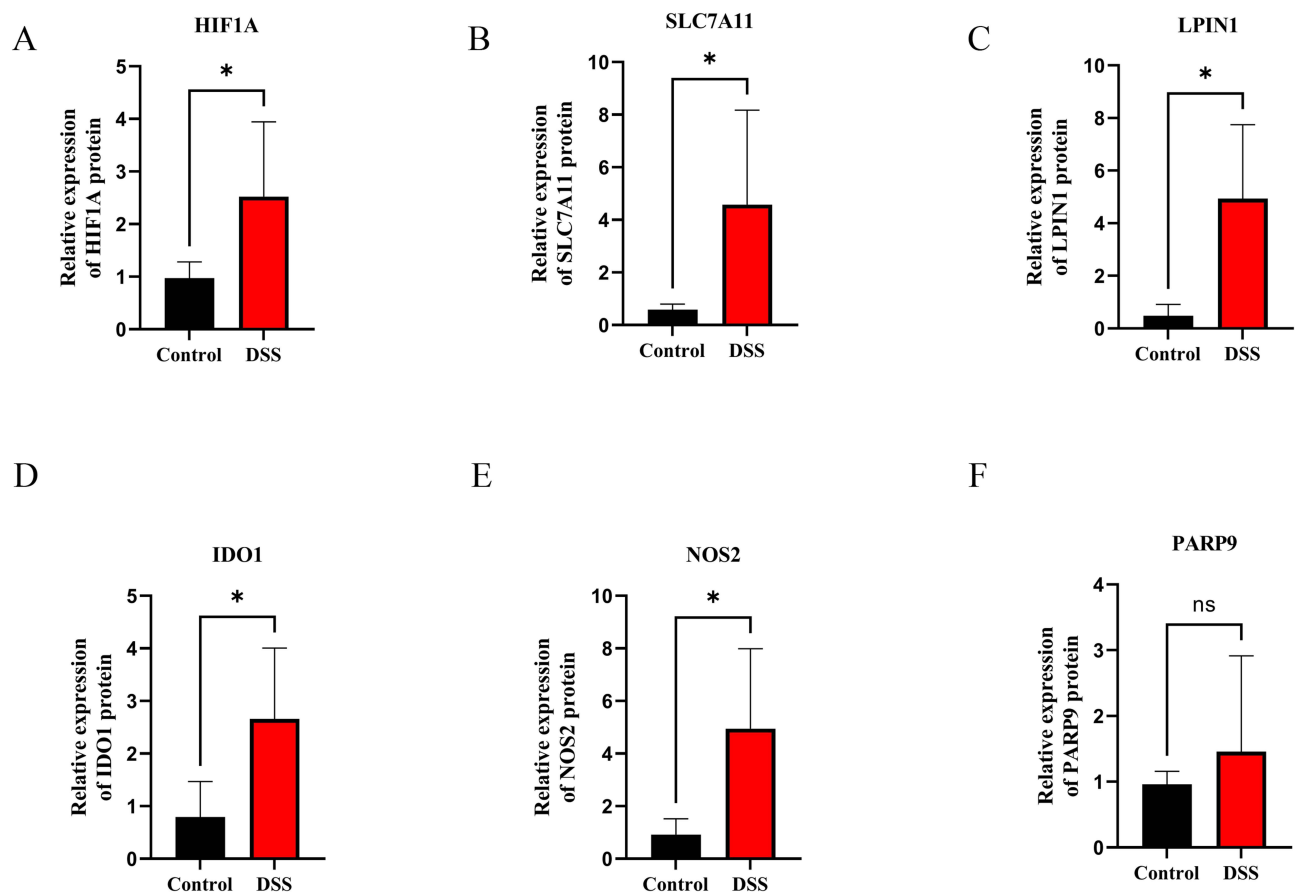 A
HIF1A
Relative expression
of HIF1A protein
5
4
3
2
1
0
*
Control
DSS
B
SLC7A11
Relative expression
of SLC7A11 protein
10
8
6
4
2
0
*
Control
DSS
C
LPIN1
Relative expression
of LPIN1 protein
10
8
6
4
2
0
*
Control
DSS
D
IDO1
Relative expression
of IDO1 protein
5
4
3
2
1
0
*
Control
DSS
E
NOS2
Relative expression
of NOS2 protein
10
8
6
4
2
0
*
Control
DSS
F
PARP9
Relative expression
of PARP9 protein
4
3
2
1
0
ns
Control
DSS